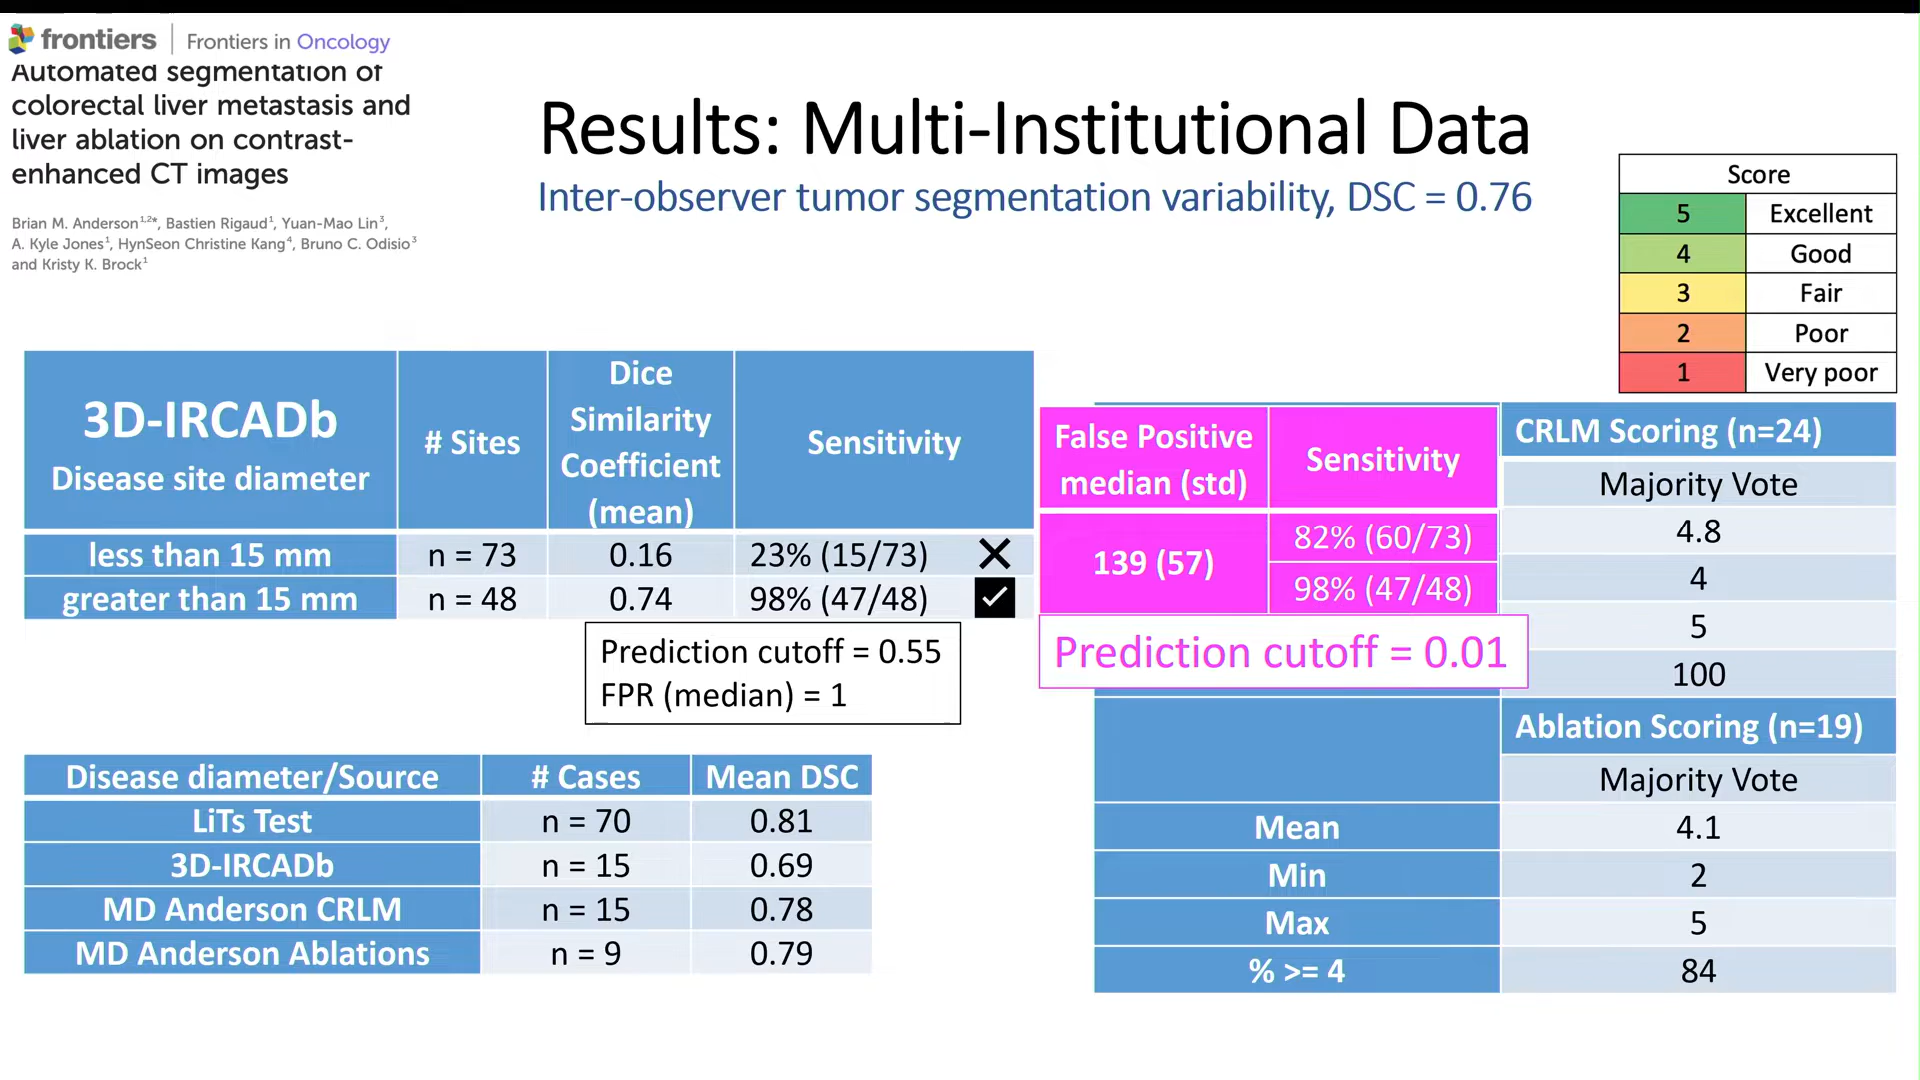 frontiers | Frontiers in Oncology
Automated segmentation of
colorectal liver metastasis and
liver ablation on contrast-
enhanced CT images
Brian M. Anderson1,2*, Bastien Rigaud1, Yuan-Mao Lin3,
A. Kyle Jones1, HynSeon Christine Kang4, Bruno C. Odisio3
and Kristy K. Brock1
Results: Multi-Institutional Data
Inter-observer tumor segmentation variability, DSC = 0.76
Score
5 Excellent
4 Good
3 Fair
2 Poor
1 Very poor
3D-IRCADb
Disease site diameter
# Sites
Dice
Similarity
Coefficient
(mean)
Sensitivity
less than 15 mm n = 73 0.16 23% (15/73)
greater than 15 mm n = 48 0.74 98% (47/48)
Prediction cutoff = 0.55
FPR (median) = 1
False Positive
median (std)
Sensitivity
139 (57)
82% (60/73)
98% (47/48)
Prediction cutoff = 0.01
CRLM Scoring (n=24)
Majority Vote
4.8
4
5
100
Ablation Scoring (n=19)
Majority Vote
Mean 4.1
Min 2
Max 5
% >= 4 84
Disease diameter/Source # Cases Mean DSC
LiTs Test n = 70 0.81
3D-IRCADb n = 15 0.69
MD Anderson CRLM n = 15 0.78
MD Anderson Ablations n = 9 0.79